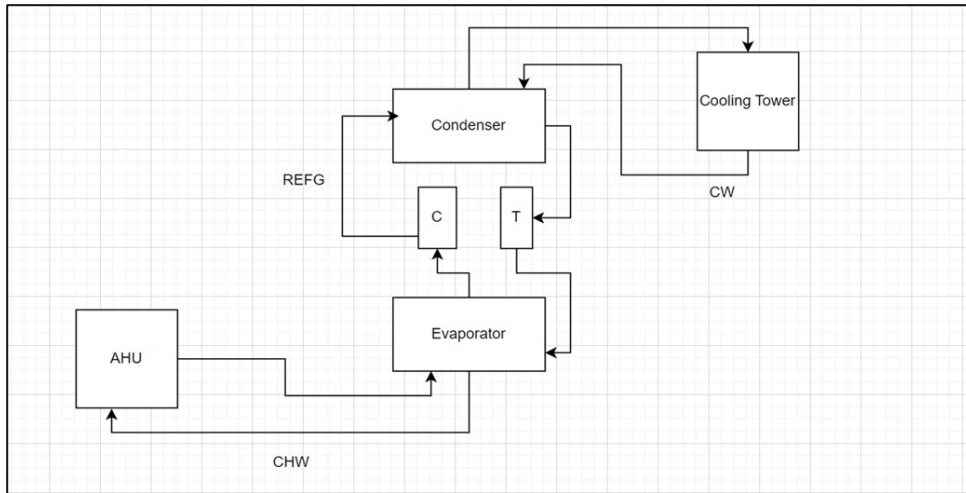 Cooling Tower
Condenser
REFG
CW
C
T
Evaporator
AHU
CHW